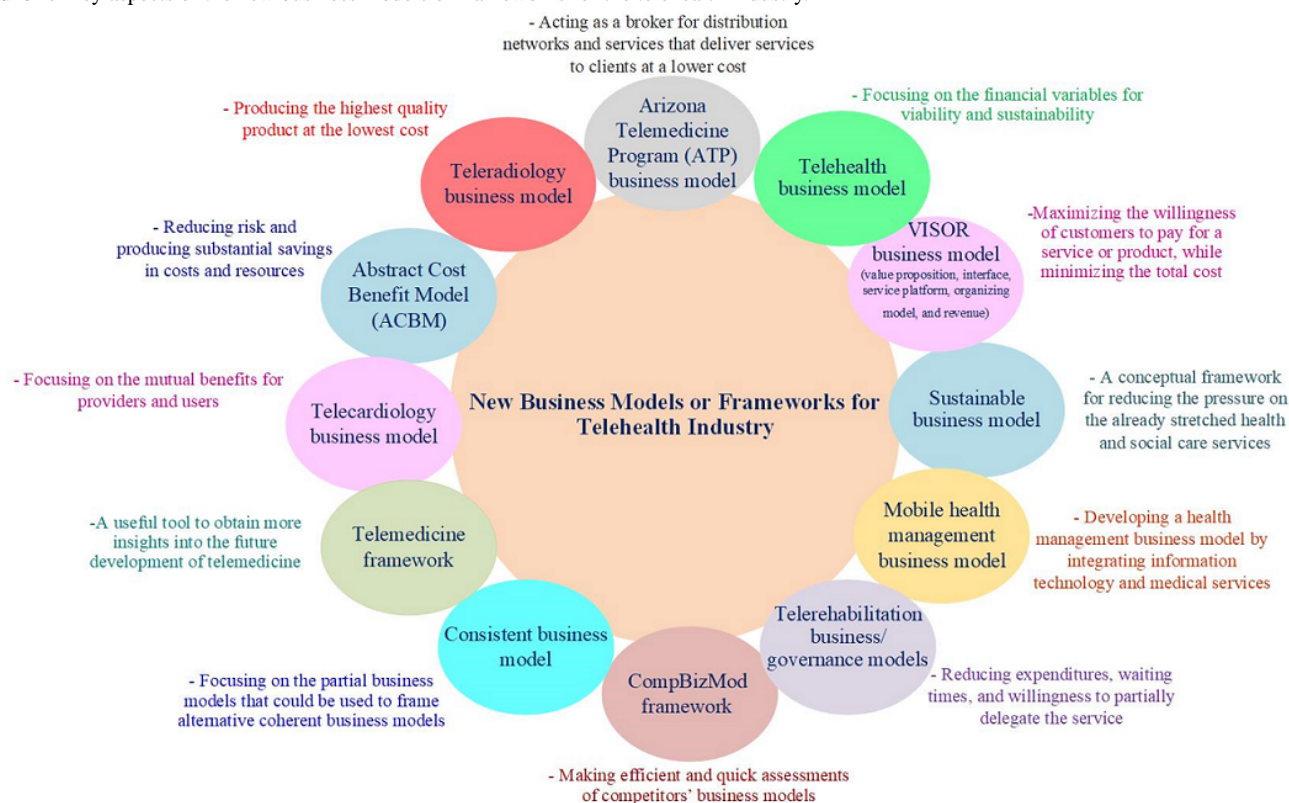 - Acting as a broker for distribution
networks and services that deliver services
to clients at a lower cost
Arizona
Telemedicine
Program (ATP)
business model
- Focusing on the financial variables for
viability and sustainability
Telehealth
business model
-Maximizing the willingness
of customers to pay for a
service or product, while
minimizing the total cost
VISOR
business model
(value proposition, interface,
service platform, organizing
model, and revenue)
- A conceptual framework
for reducing the pressure on
the already stretched health
and social care services
Sustainable
business model
- Developing a health
management business model by
integrating information
technology and medical services
Mobile health
management
business model
Telerehabilitation
business/
governance models
- Reducing expenditures, waiting
times, and willingness to partially
delegate the service
CompBizMod
framework
- Making efficient and quick assessments
of competitors' business models
Consistent business
model
- Focusing on the partial business
models that could be used to frame
alternative coherent business models
Telemedicine
framework
-A useful tool to obtain more
insights into the future
development of telemedicine
Telecardiology
business model
- Focusing on the mutual benefits for
providers and users
Abstract Cost
Benefit Model
(ACBM)
- Reducing risk and
producing substantial savings
in costs and resources
Teleradiology
business model
- Producing the highest quality
product at the lowest cost
New Business Models or Frameworks for
Telehealth Industry